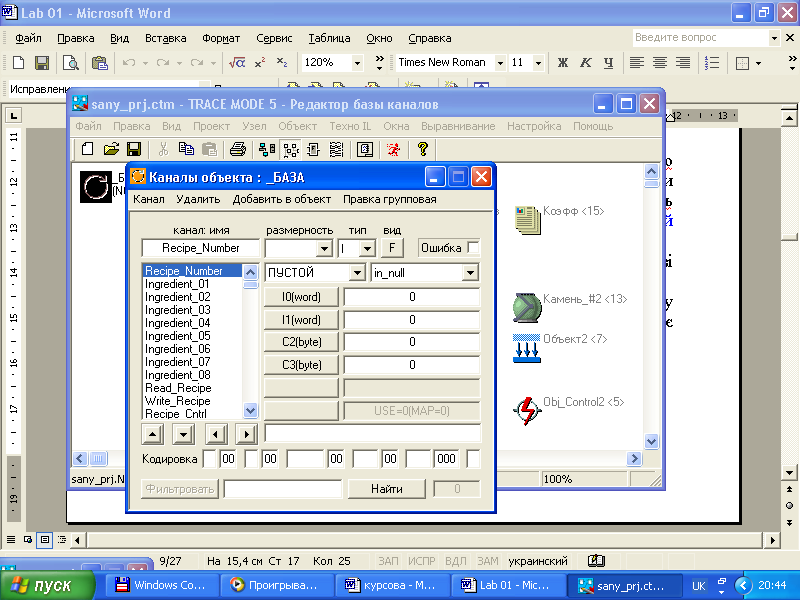 Lab 01 - Microsoft Word
Файл Правка Вид Вставка Формат Сервис Таблица Окно Справка Введите вопрос
120% Times New Roman 11 Ж К Ч
Исправлен
sany_prj.ctm - TRACE MODE 5 - Редактор базы каналов
Файл Правка Вид Проект Узел Объект Техно IL Окна Выравнивание Настройка Помощь
Каналы объекта : _БАЗА
Канал Удалить Добавить в объект Правка групповая
канал: имя размерность тип вид
Recipe_Number I F Ошибка
Recipe_Number ПУСТОЙ in_null
Ingredient_01
Ingredient_02 I0(word) 0
Ingredient_03
Ingredient_04 I1(word) 0
Ingredient_05
Ingredient_06 C2(byte) 0
Ingredient_07
Ingredient_08 C3(byte) 0
Read_Recipe
Write_Recipe
Recipe_Cntrl USE=0(MAP=0)
Кодировка 00 00 00 00 000
Фильтровать Найти 0
Коэфф <15>
Камень_#2 <13>
Объект2 <7>
Obj_Control2 <5>
sany_prj.N 100%
9/27 На 15,4 см Ст 17 Кол 25 ЗАП ИСПР ВДЛ ЗАМ украинский
пуск Windows Co... Проигрыва... курсова - M... Lab 01 - Mic... sany_prj.ct... UK 20:44